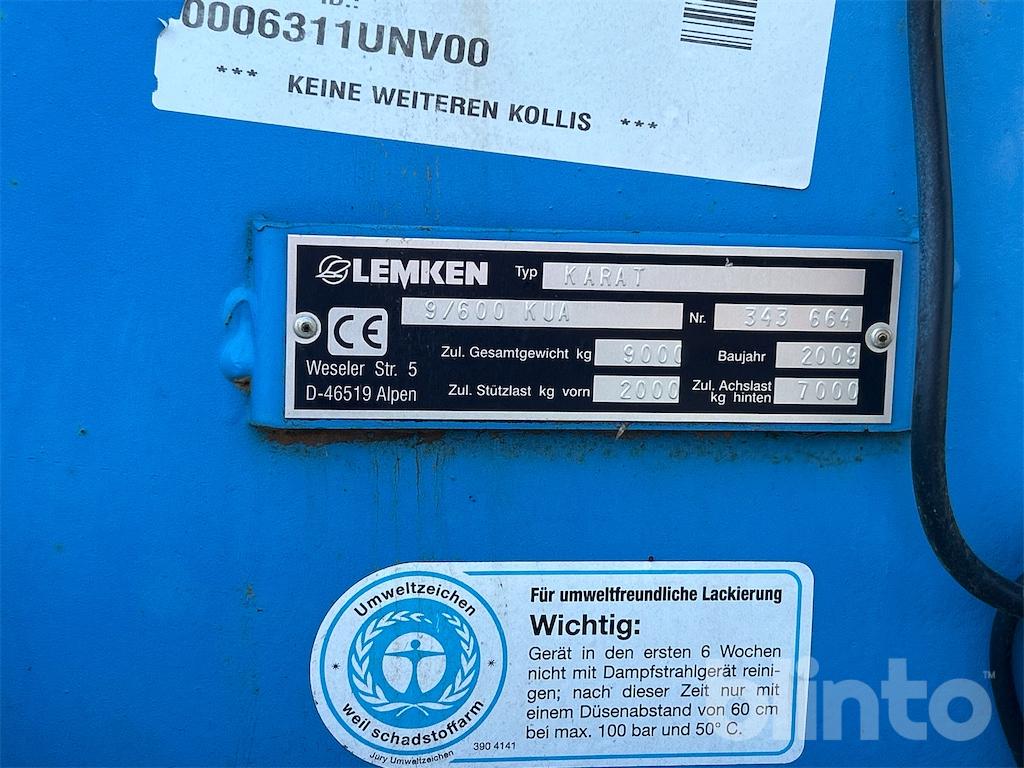 ID.:
0006311UNV00
*** KEINE WEITEREN KOLLIS ***
LEMKEN Typ KARAT
9/600 KUA Nr. 343 664
CE
Zul. Gesamtgewicht kg 9000 Baujahr 2009
Weseler Str. 5
D-46519 Alpen
Zul. Stützlast kg vorn 2000 Zul. Achslast kg hinten 7000
Umweltzeichen
weil schadstoffarm
Jury Umweltzeichen
390 4141
Für umweltfreundliche Lackierung
Wichtig:
Gerät in den ersten 6 Wochen
nicht mit Dampfstrahlgerät reini-
gen; nach dieser Zeit nur mit
einem Düsenabstand von 60 cm
bei max. 100 bar und 50° C.
blinto™